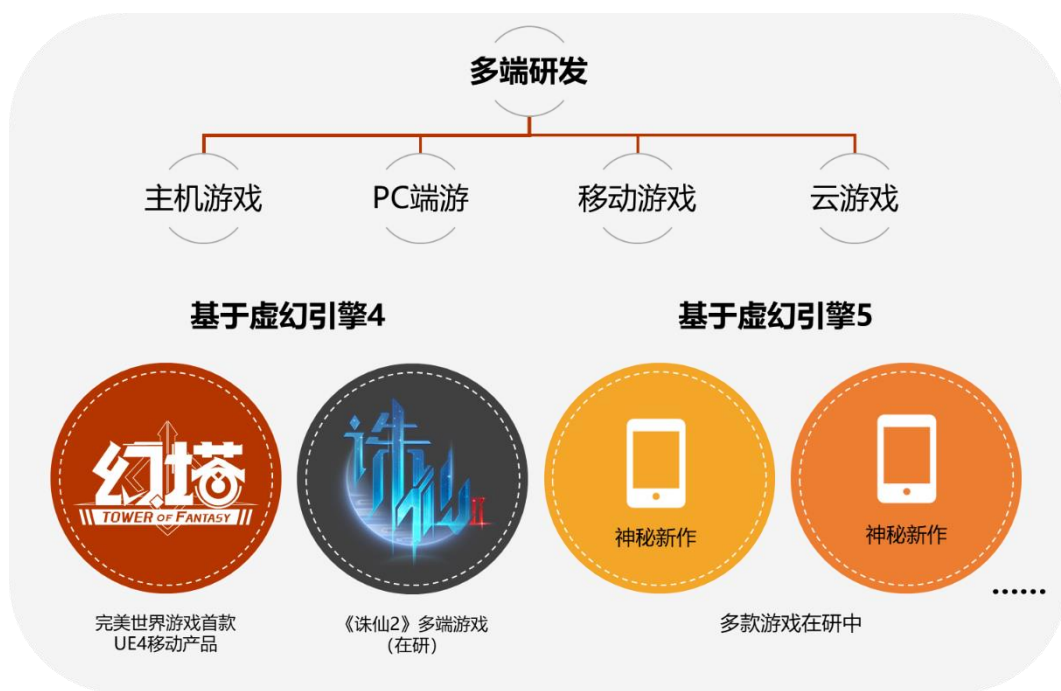 多端研发
主机游戏
PC端游
移动游戏
云游戏
基于虚幻引擎4
基于虚幻引擎5
幻塔
TOWER OF FANTASY
诛仙II
神秘新作
神秘新作
......
完美世界游戏首款
UE4移动产品
《诛仙2》多端游戏
(在研)
多款游戏在研中